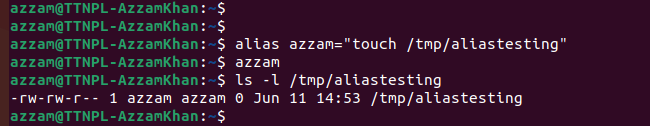 azzam@TTNPL-AzzamKhan:~$
azzam@TTNPL-AzzamKhan:~$
azzam@TTNPL-AzzamKhan:~$ alias azzam="touch /tmp/aliastesting"
azzam@TTNPL-AzzamKhan:~$ azzam
azzam@TTNPL-AzzamKhan:~$ ls -l /tmp/aliastesting
-rw-rw-r-- 1 azzam azzam 0 Jun 11 14:53 /tmp/aliastesting
azzam@TTNPL-AzzamKhan:~$